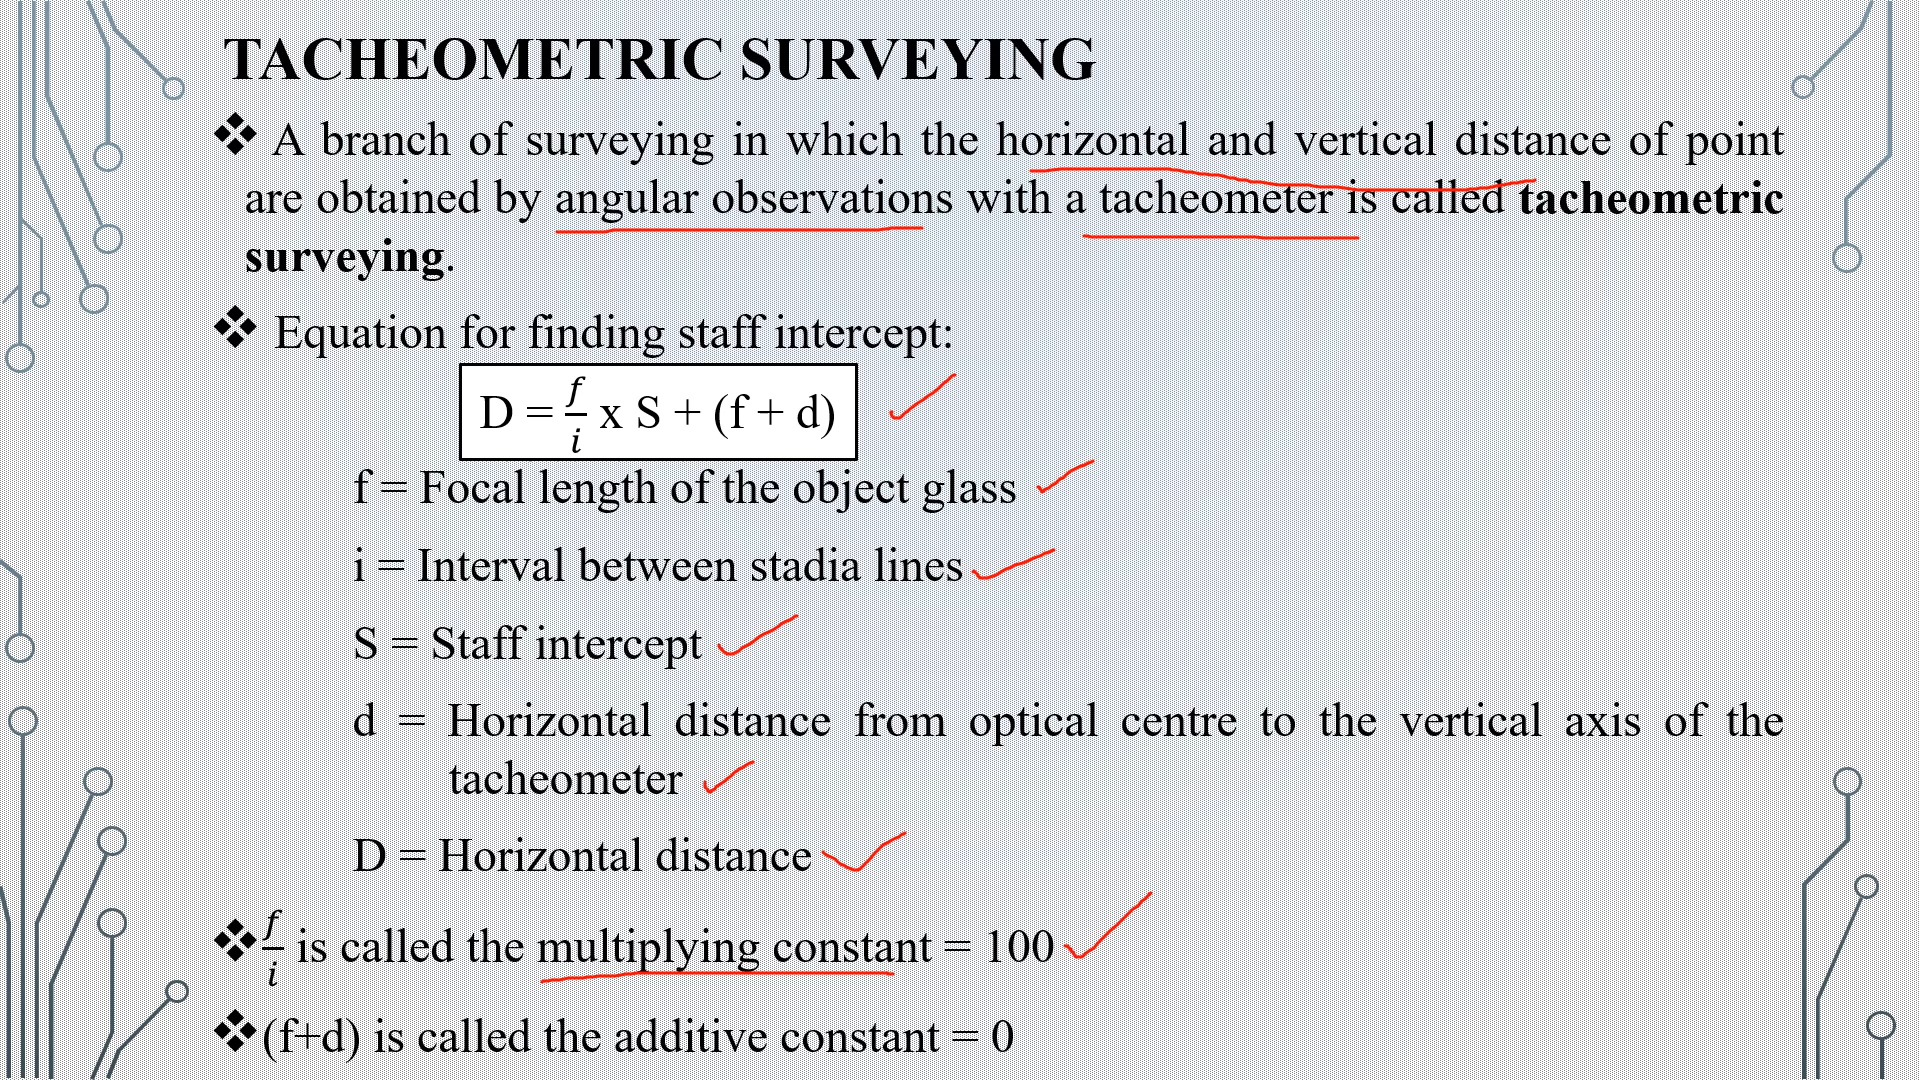 TACHEOMETRIC SURVEYING
❖ A branch of surveying in which the horizontal and vertical distance of point
are obtained by angular observations with a tacheometer is called tacheometric
surveying.
❖ Equation for finding staff intercept:
D = f/i x S + (f + d)
f = Focal length of the object glass
i = Interval between stadia lines
S = Staff intercept
d = Horizontal distance from optical centre to the vertical axis of the
tacheometer
D = Horizontal distance
❖ f/i is called the multiplying constant = 100
❖ (f+d) is called the additive constant = 0